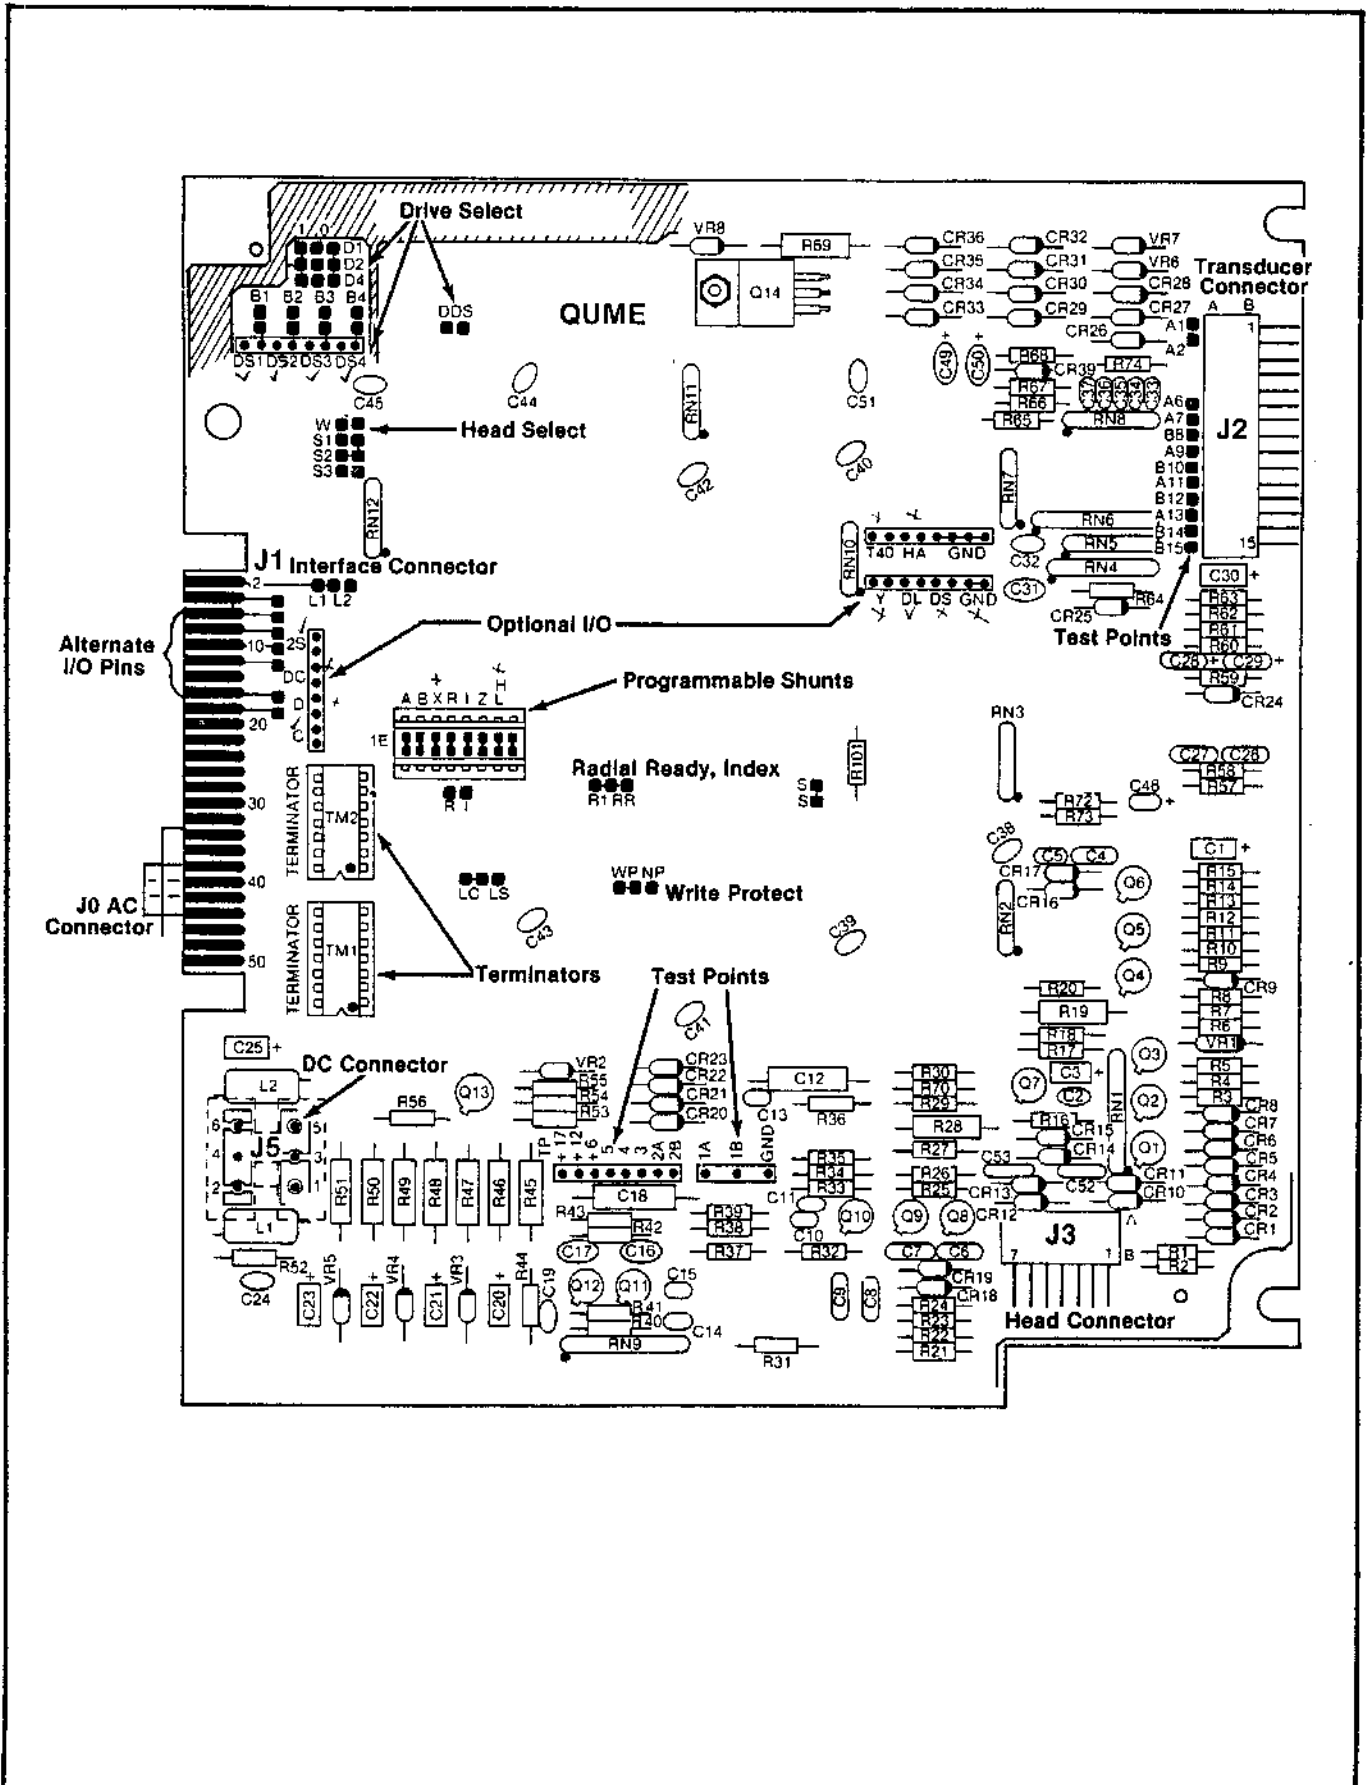 Drive Select
1 0
D1
D2
D4
B1 B2 B3 B4
DS1 DS2 DS3 DS4
DDS
QUME
VR8
R69
Q14
CR36 CR32 VR7
CR35 CR31 VR6
CR34 CR30 CR28
CR33 CR29 CR27
CR26
Transducer
Connector
A B
1
A1
A2
A6
A7
B8
A9
B10
A11
B12
A13
B14
B15
J2
15
C45
C44
RN11
C51
C49
C50
R68
CR39
R67
R66
R65
R74
C37 C36 C35 C34 C33
RN8
W
S1
S2
S3
Head Select
RN12
C42
C40
RN7
RN6
RN5
RN4
C32
C31
RN10
T40 HA GND
Y DL DS GND
V
R64
CR25
Test Points
C30 +
R63
R62
R61
R60
C28 + C29 +
R59
CR24
J1 Interface Connector
2
L1 L2
Alternate
I/O Pins
10
20
30
40
50
2S
DC
D
C
Optional I/O
Programmable Shunts
A B X R I Z H L
1E
R I
Radial Ready, Index
R1 RR
S
S
R101
RN3
C27 C26
R58
R57
C48 +
R72
R73
TERMINATOR
TM2
TERMINATOR
TM1
J0 AC
Connector
LC LS
WP NP
Write Protect
C43
C39
C38
C5 C4
CR17
CR16
RN2
Q6
Q5
Q4
C1 +
R15
R14
R13
R12
R11
R10
R9
CR9
R8
R7
R6
VR1
R5
R4
R3
Terminators
Test Points
C41
R20
R19
R18
R17
C3 +
C2
Q7
Q3
Q2
Q1
RN1
R16
CR15
CR14
C53
C52
CR13
CR12
CR11
CR10
CR8
CR7
CR6
CR5
CR4
CR3
CR2
CR1
C25 +
DC Connector
L2
J5
6 5
4 3
2 1
L1
R56
Q13
VR2
R55
R54
R53
CR23
CR22
CR21
CR20
C12
C13
R36
R30
R70
R29
R28
R27
R26
R25
TP +17 +12 +6 5 4 3 2A 2B
1A 1B GND
R51 R50 R49 R48 R47 R46 R45
C18
R43
R42
C17 C16
R39
R38
R37
R35
R34
R33
C11
C10
R32
Q10 Q9 Q8
C7 C6
J3
7 1
A
B
R1
R2
R52
C24
C23 +
VR5
C22 +
VR4
C21 +
VR3
C20 +
R44
C19
Q12 Q11
C15
R41
R40
C14
RN9
R31
C9 C8
CR19
CR18
R24
R23
R22
R21
Head Connector